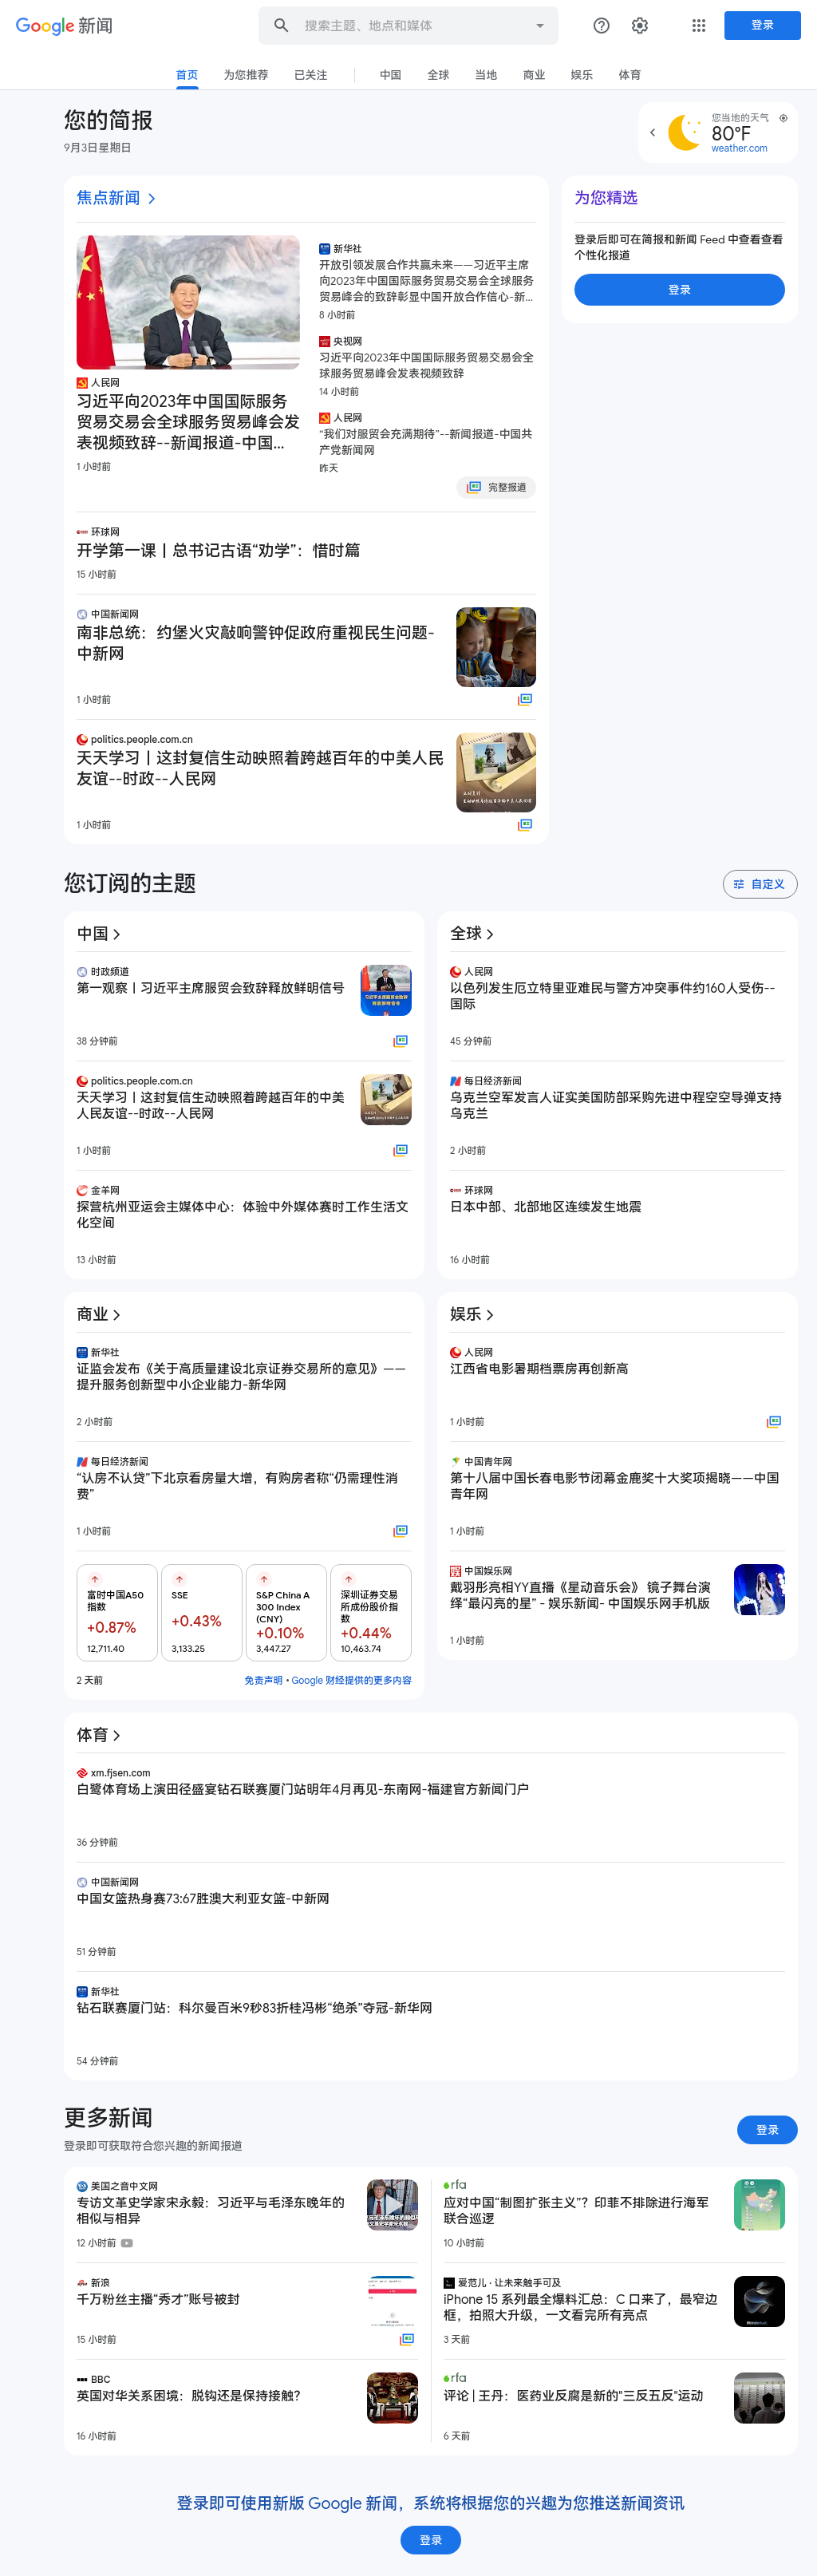 Google 新闻
搜索主题、地点和媒体
登录
首页
为您推荐
已关注
中国
全球
当地
商业
娱乐
体育
您的简报
9月3日星期日
您当地的天气
80°F
weather.com
焦点新闻
人民网
习近平向2023年中国国际服务
贸易交易会全球服务贸易峰会发
表视频致辞--新闻报道-中国...
1 小时前
新华社
开放引领发展合作共赢未来——习近平主席
向2023年中国国际服务贸易交易会全球服务
贸易峰会的致辞彰显中国开放合作信心-新...
8 小时前
央视网
习近平向2023年中国国际服务贸易交易会全
球服务贸易峰会发表视频致辞
14 小时前
人民网
“我们对服贸会充满期待”--新闻报道-中国共
产党新闻网
昨天
完整报道
环球网
开学第一课丨总书记古语“劝学”：惜时篇
15 小时前
中国新闻网
南非总统：约堡火灾敲响警钟促政府重视民生问题-
中新网
1 小时前
politics.people.com.cn
天天学习丨这封复信生动映照着跨越百年的中美人民
友谊--时政--人民网
1 小时前
为您精选
登录后即可在简报和新闻 Feed 中查看查看
个性化报道
登录
您订阅的主题
自定义
中国
时政频道
第一观察丨习近平主席服贸会致辞释放鲜明信号
38 分钟前
politics.people.com.cn
天天学习丨这封复信生动映照着跨越百年的中美
人民友谊--时政--人民网
1 小时前
金羊网
探营杭州亚运会主媒体中心：体验中外媒体赛时工作生活文
化空间
13 小时前
全球
人民网
以色列发生厄立特里亚难民与警方冲突事件约160人受伤--
国际
45 分钟前
每日经济新闻
乌克兰空军发言人证实美国防部采购先进中程空空导弹支持
乌克兰
2 小时前
环球网
日本中部、北部地区连续发生地震
16 小时前
商业
新华社
证监会发布《关于高质量建设北京证券交易所的意见》——
提升服务创新型中小企业能力-新华网
2 小时前
每日经济新闻
“认房不认贷”下北京看房量大增，有购房者称“仍需理性消
费”
1 小时前
富时中国A50
指数
+0.87%
12,711.40
SSE
+0.43%
3,133.25
S&P China A
300 Index
(CNY)
+0.10%
3,447.27
深圳证券交易
所成份股价指
数
+0.44%
10,463.74
2 天前
免责声明 • Google 财经提供的更多内容
娱乐
人民网
江西省电影暑期档票房再创新高
1 小时前
中国青年网
第十八届中国长春电影节闭幕金鹿奖十大奖项揭晓——中国
青年网
1 小时前
中国娱乐网
戴羽彤亮相YY直播《星动音乐会》 镜子舞台演
绎“最闪亮的星” - 娱乐新闻- 中国娱乐网手机版
1 小时前
体育
xm.fjsen.com
白鹭体育场上演田径盛宴钻石联赛厦门站明年4月再见-东南网-福建官方新闻门户
36 分钟前
中国新闻网
中国女篮热身赛73:67胜澳大利亚女篮-中新网
51 分钟前
新华社
钻石联赛厦门站：科尔曼百米9秒83折桂冯彬“绝杀”夺冠-新华网
54 分钟前
更多新闻
登录即可获取符合您兴趣的新闻报道
登录
美国之音中文网
专访文革史学家宋永毅：习近平与毛泽东晚年的
相似与相异
12 小时前
新浪
千万粉丝主播“秀才”账号被封
15 小时前
BBC
英国对华关系困境：脱钩还是保持接触？
16 小时前
rfa
应对中国“制图扩张主义”？印菲不排除进行海军
联合巡逻
10 小时前
爱范儿 · 让未来触手可及
iPhone 15 系列最全爆料汇总：C 口来了，最窄边
框，拍照大升级，一文看完所有亮点
3 天前
rfa
评论 | 王丹：医药业反腐是新的"三反五反"运动
6 天前
登录即可使用新版 Google 新闻，系统将根据您的兴趣为您推送新闻资讯
登录